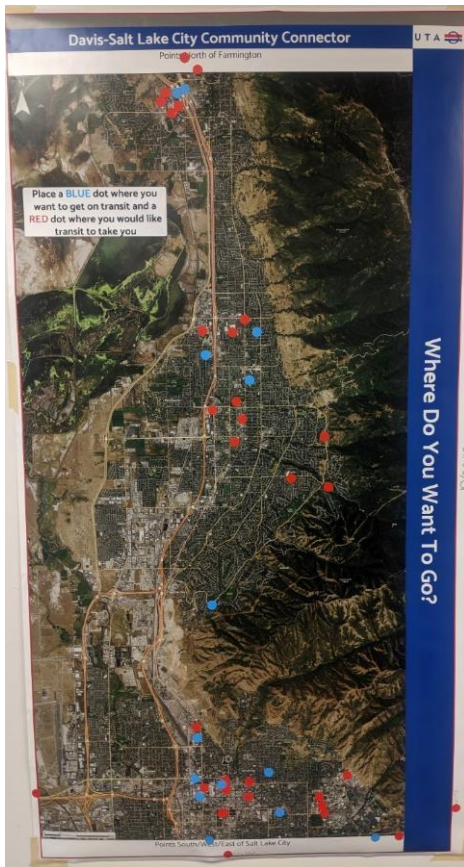 Davis-Salt Lake City Community Connector
UTA
Points North of Farmington
Place a BLUE dot where you
want to get on transit and a
RED dot where you would like
transit to take you
Where Do You Want To Go?
Points South/West/East of Salt Lake City